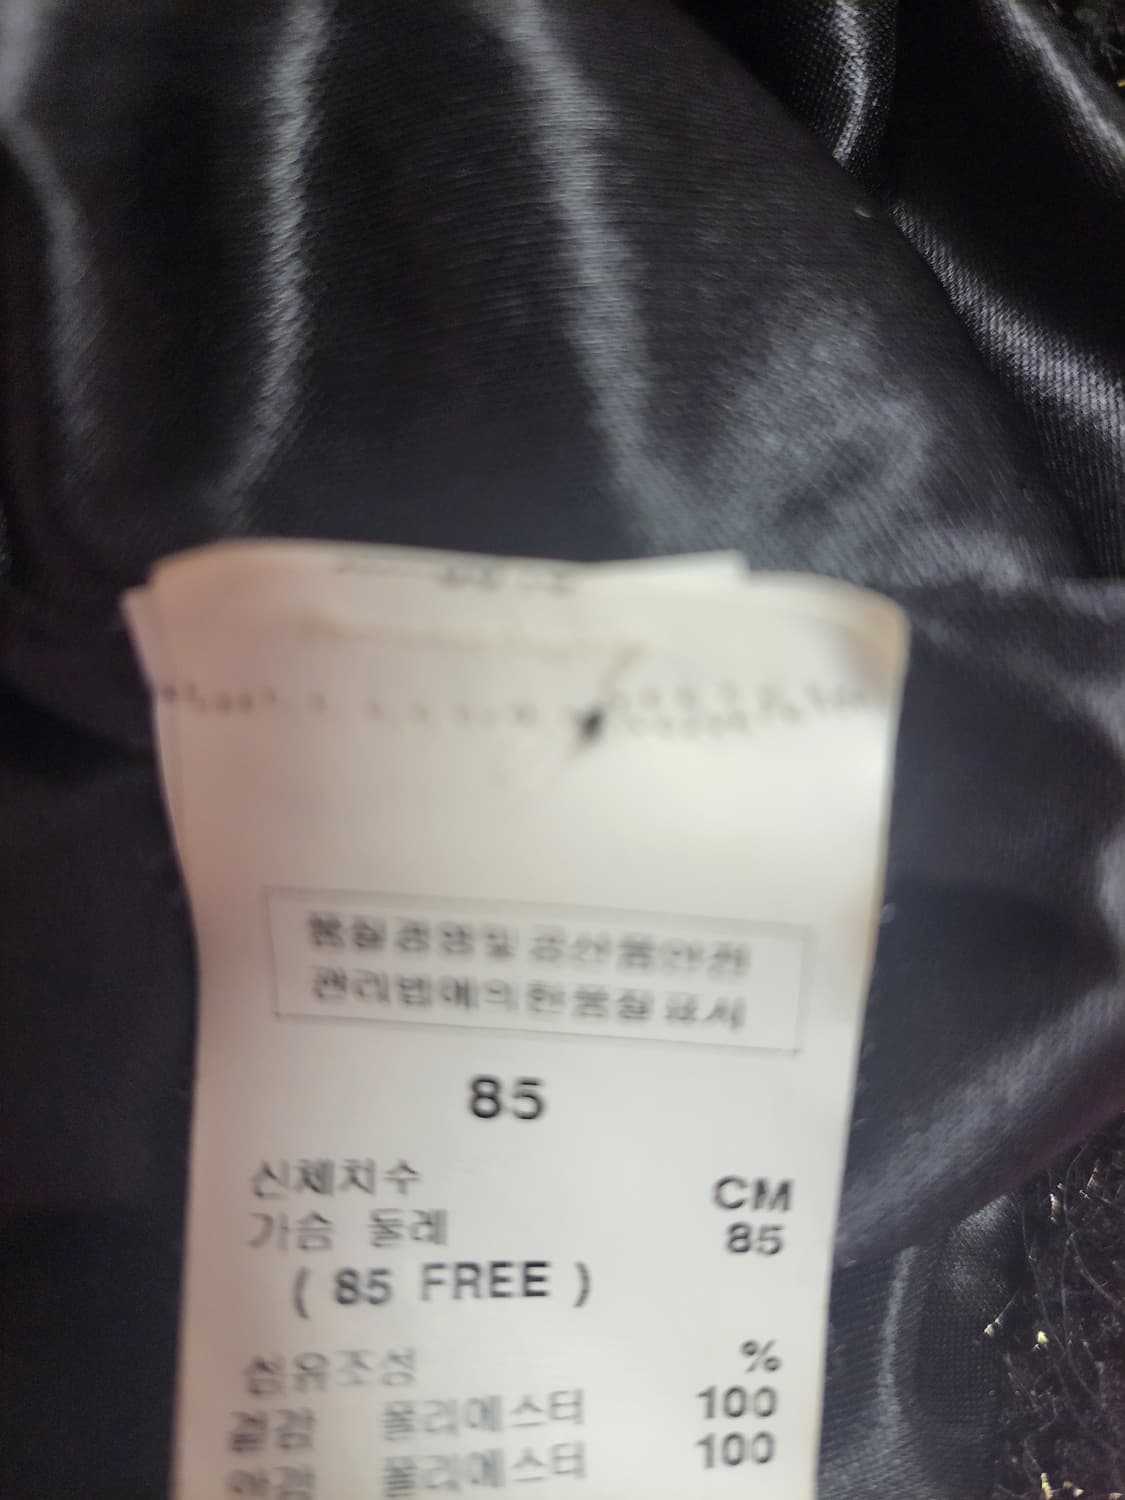 품질경영및공산품안전
관리법에의한품질표시
85
신체치수 CM
가슴 둘레 85
( 85 FREE )
섬유조성 %
겉감 폴리에스터 100
안감 폴리에스터 100